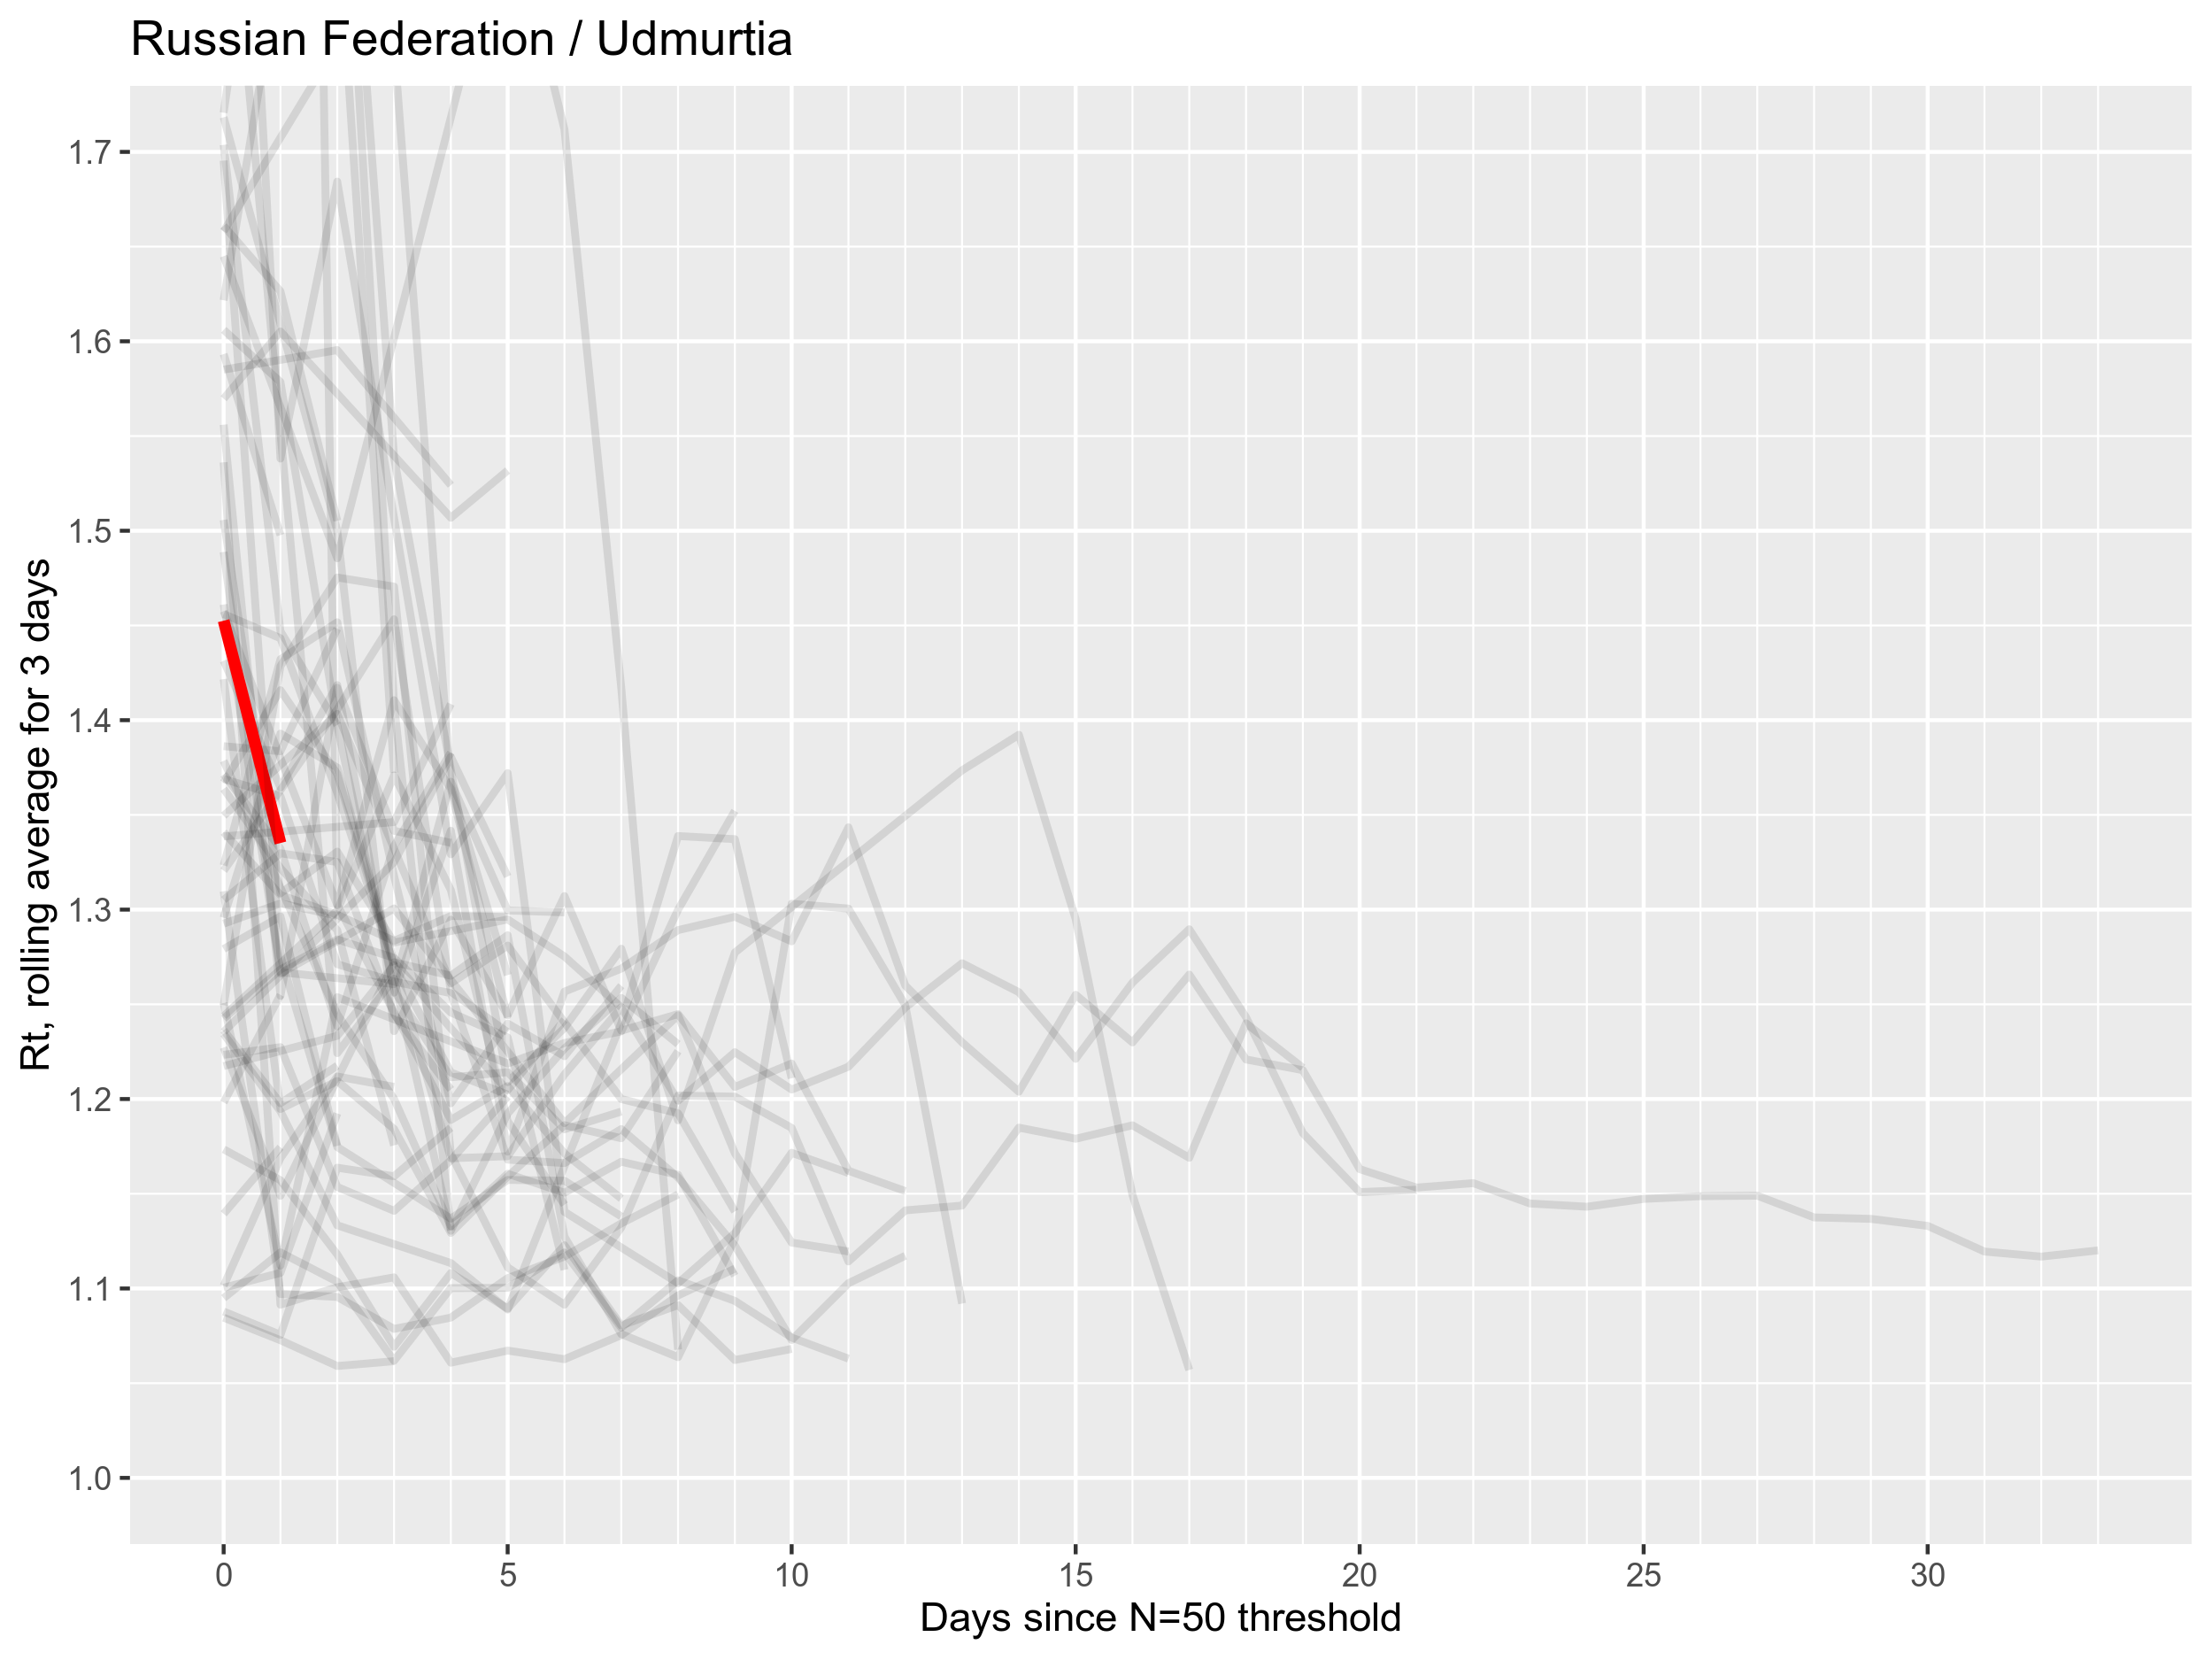 Russian Federation / Udmurtia
Rt, rolling average for 3 days
1.7
1.6
1.5
1.4
1.3
1.2
1.1
1.0
0 5 10 15 20 25 30
Days since N=50 threshold